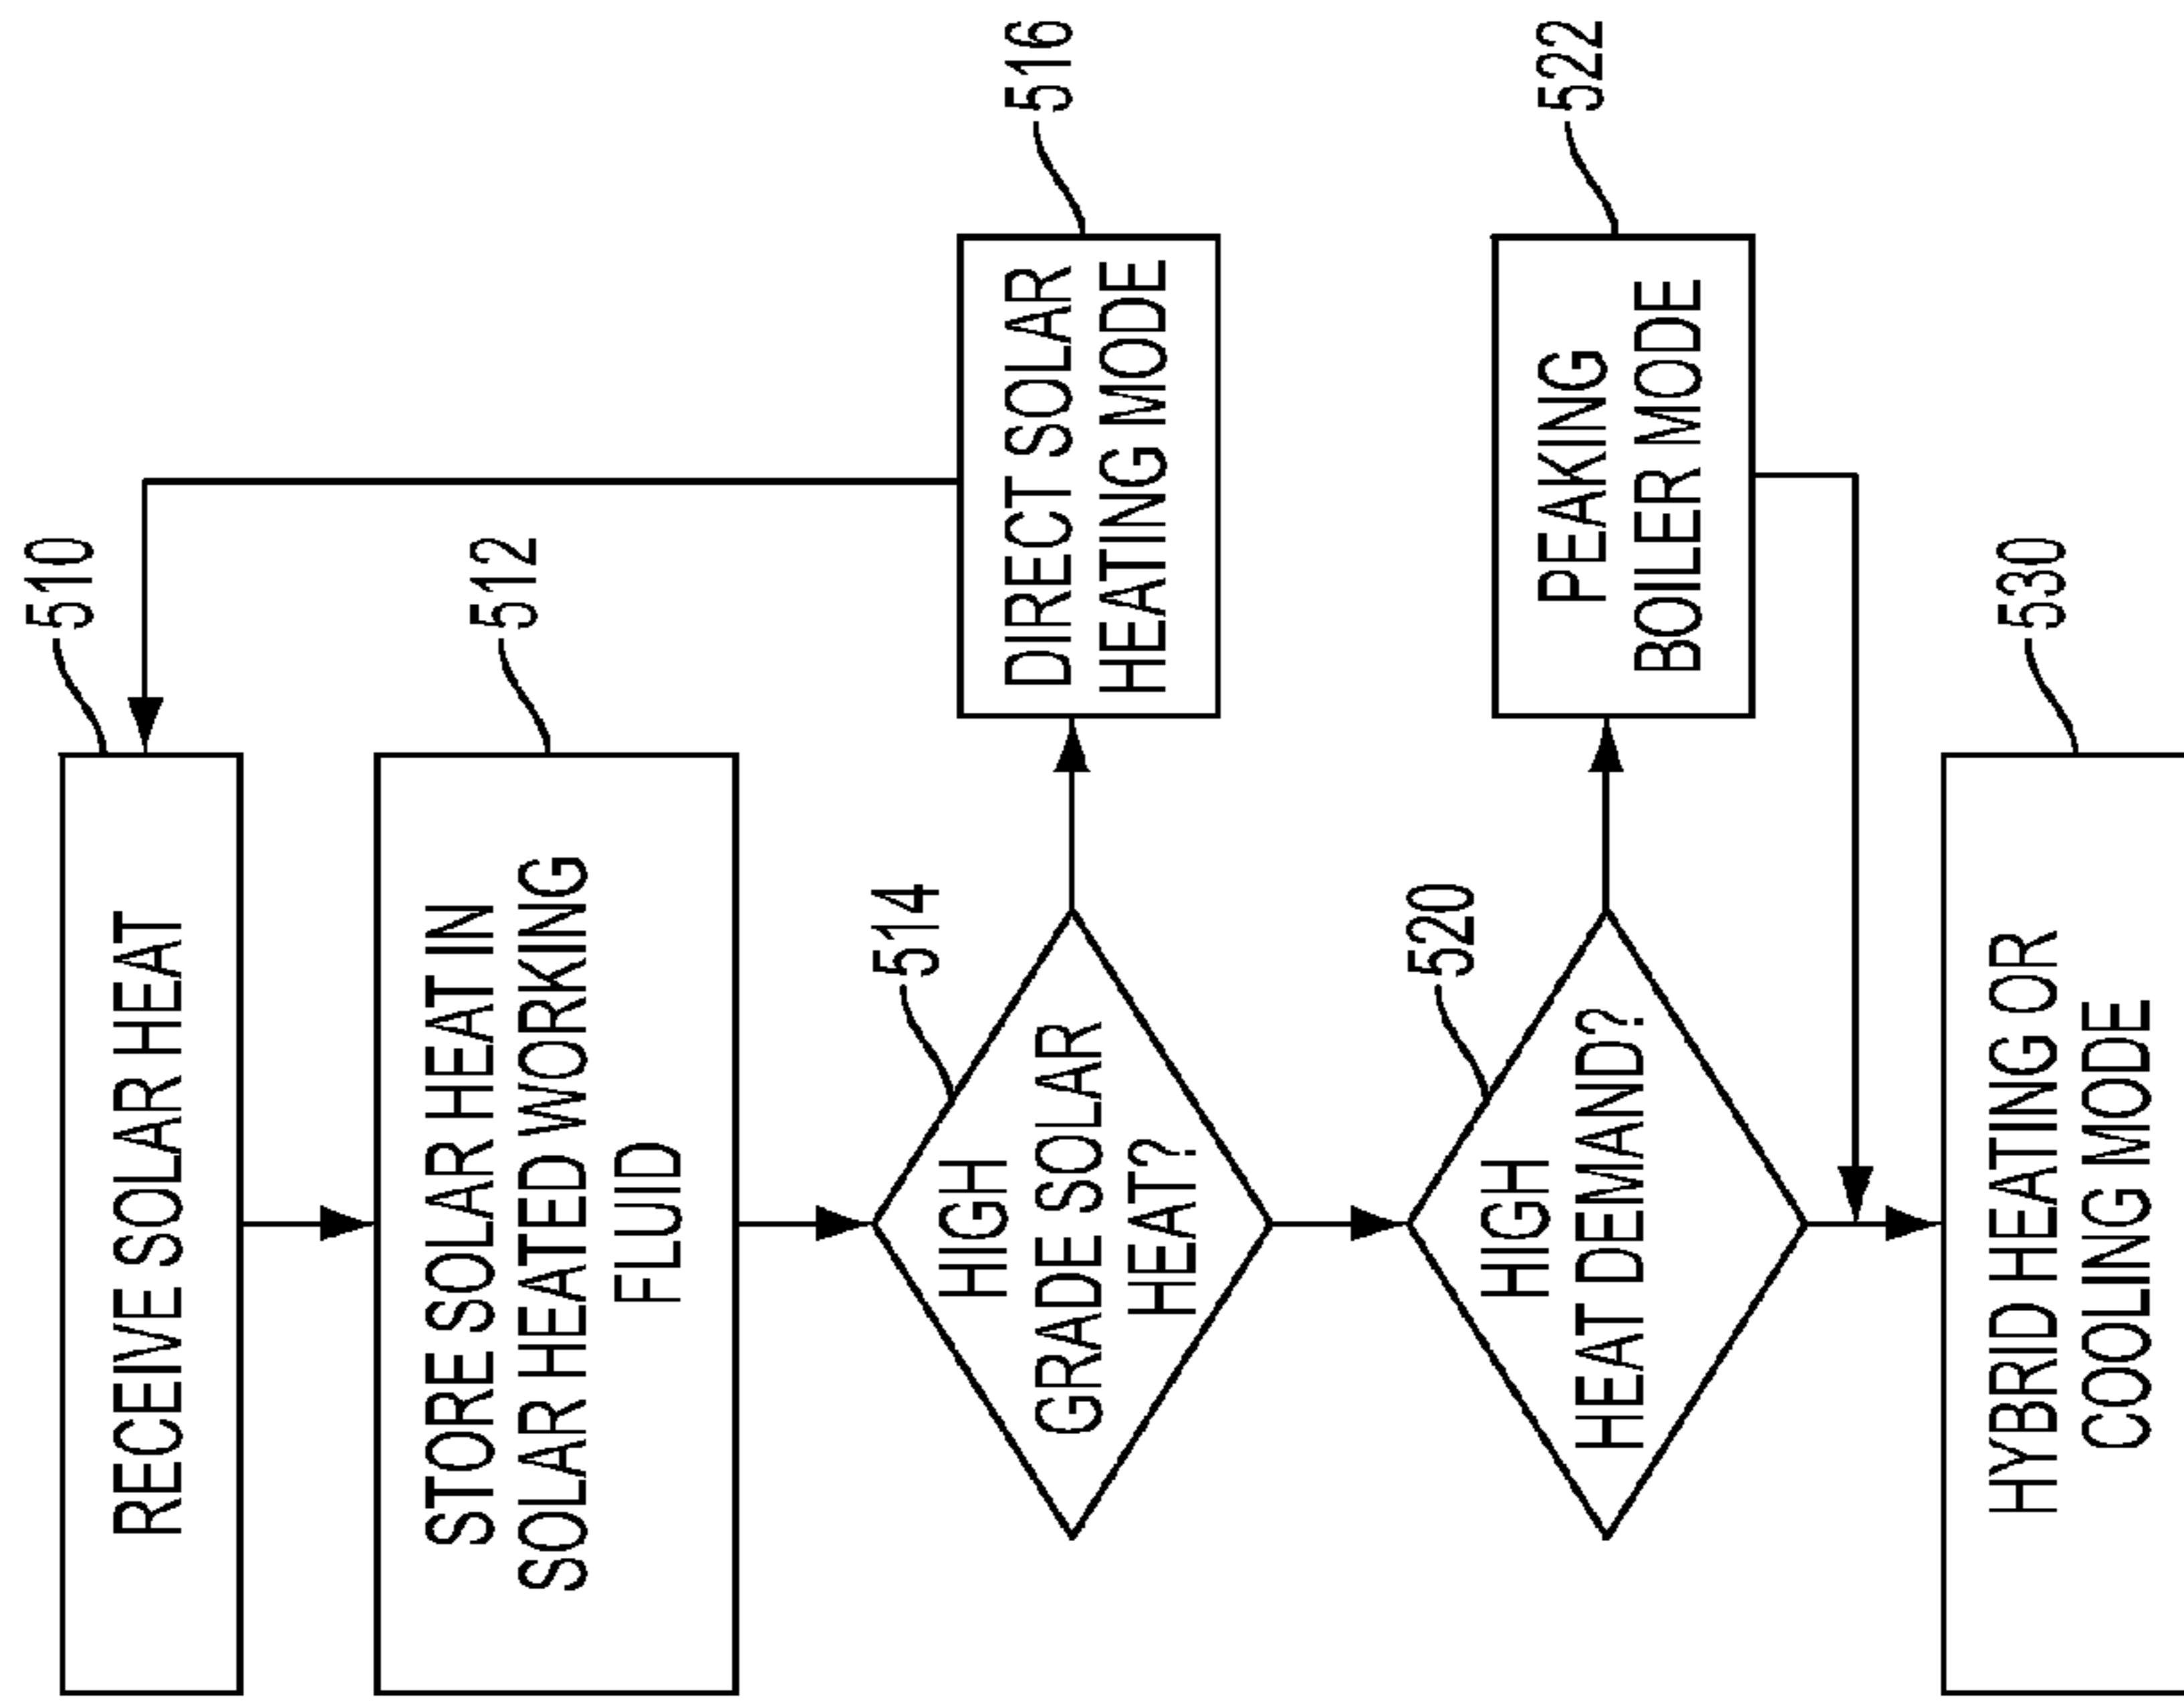 510
RECEIVE SOLAR HEAT
512
STORE SOLAR HEAT IN
SOLAR HEATED WORKING
FLUID
514
HIGH
GRADE SOLAR
HEAT?
516
DIRECT SOLAR
HEATING MODE
520
HIGH
HEAT DEMAND?
522
PEAKING
BOILER MODE
530
HYBRID HEATING OR
COOLING MODE